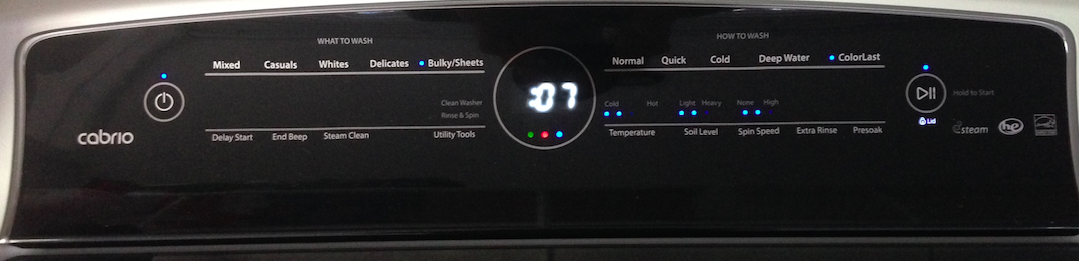 WHAT TO WASH
Mixed Casuals Whites Delicates Bulky/Sheets
Clean Washer
Rinse & Spin
Delay Start End Beep Steam Clean Utility Tools
cabrio
:07
HOW TO WASH
Normal Quick Cold Deep Water ColorLast
Cold Hot Light Heavy None High
Temperature Soil Level Spin Speed Extra Rinse Presoak
Hold to Start
Lid
steam he